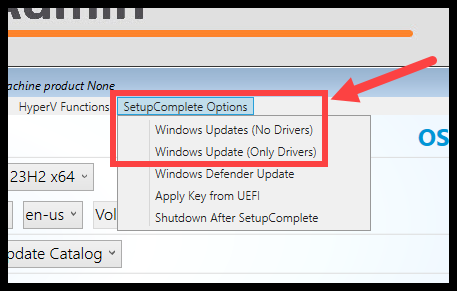 Admin
achine product None
HyperV Functions SetupComplete Options
Windows Updates (No Drivers)
Windows Update (Only Drivers)
OS
Windows Defender Update
23H2 x64
Apply Key from UEFI
en-us Vol
Shutdown After SetupComplete
pdate Catalog